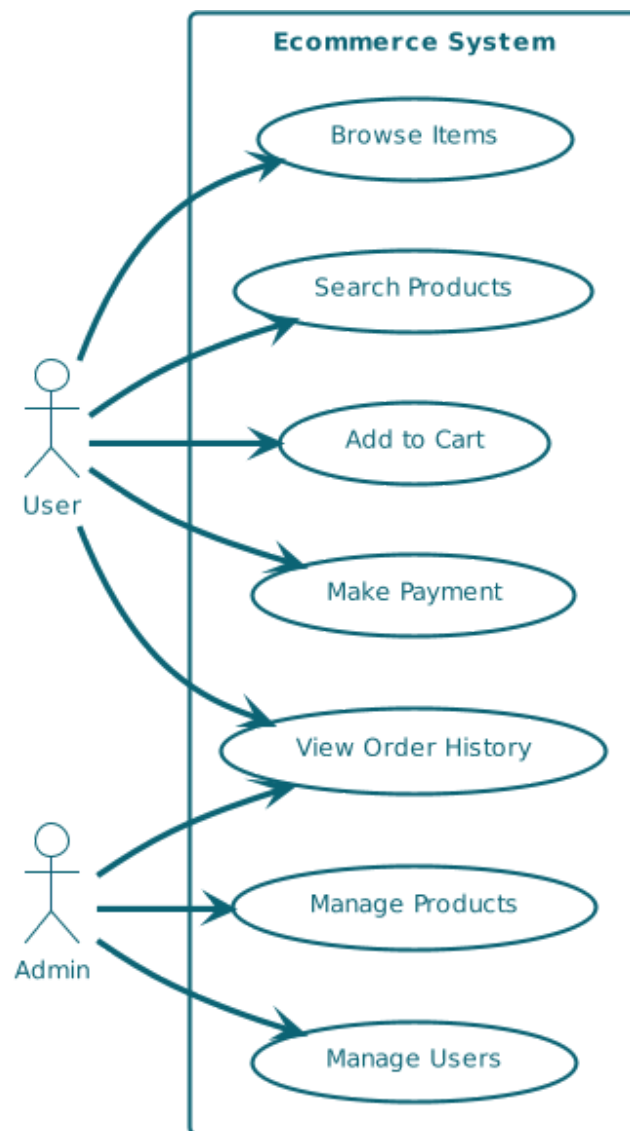 Ecommerce System
Browse Items
Search Products
Add to Cart
User
Make Payment
View Order History
Manage Products
Admin
Manage Users